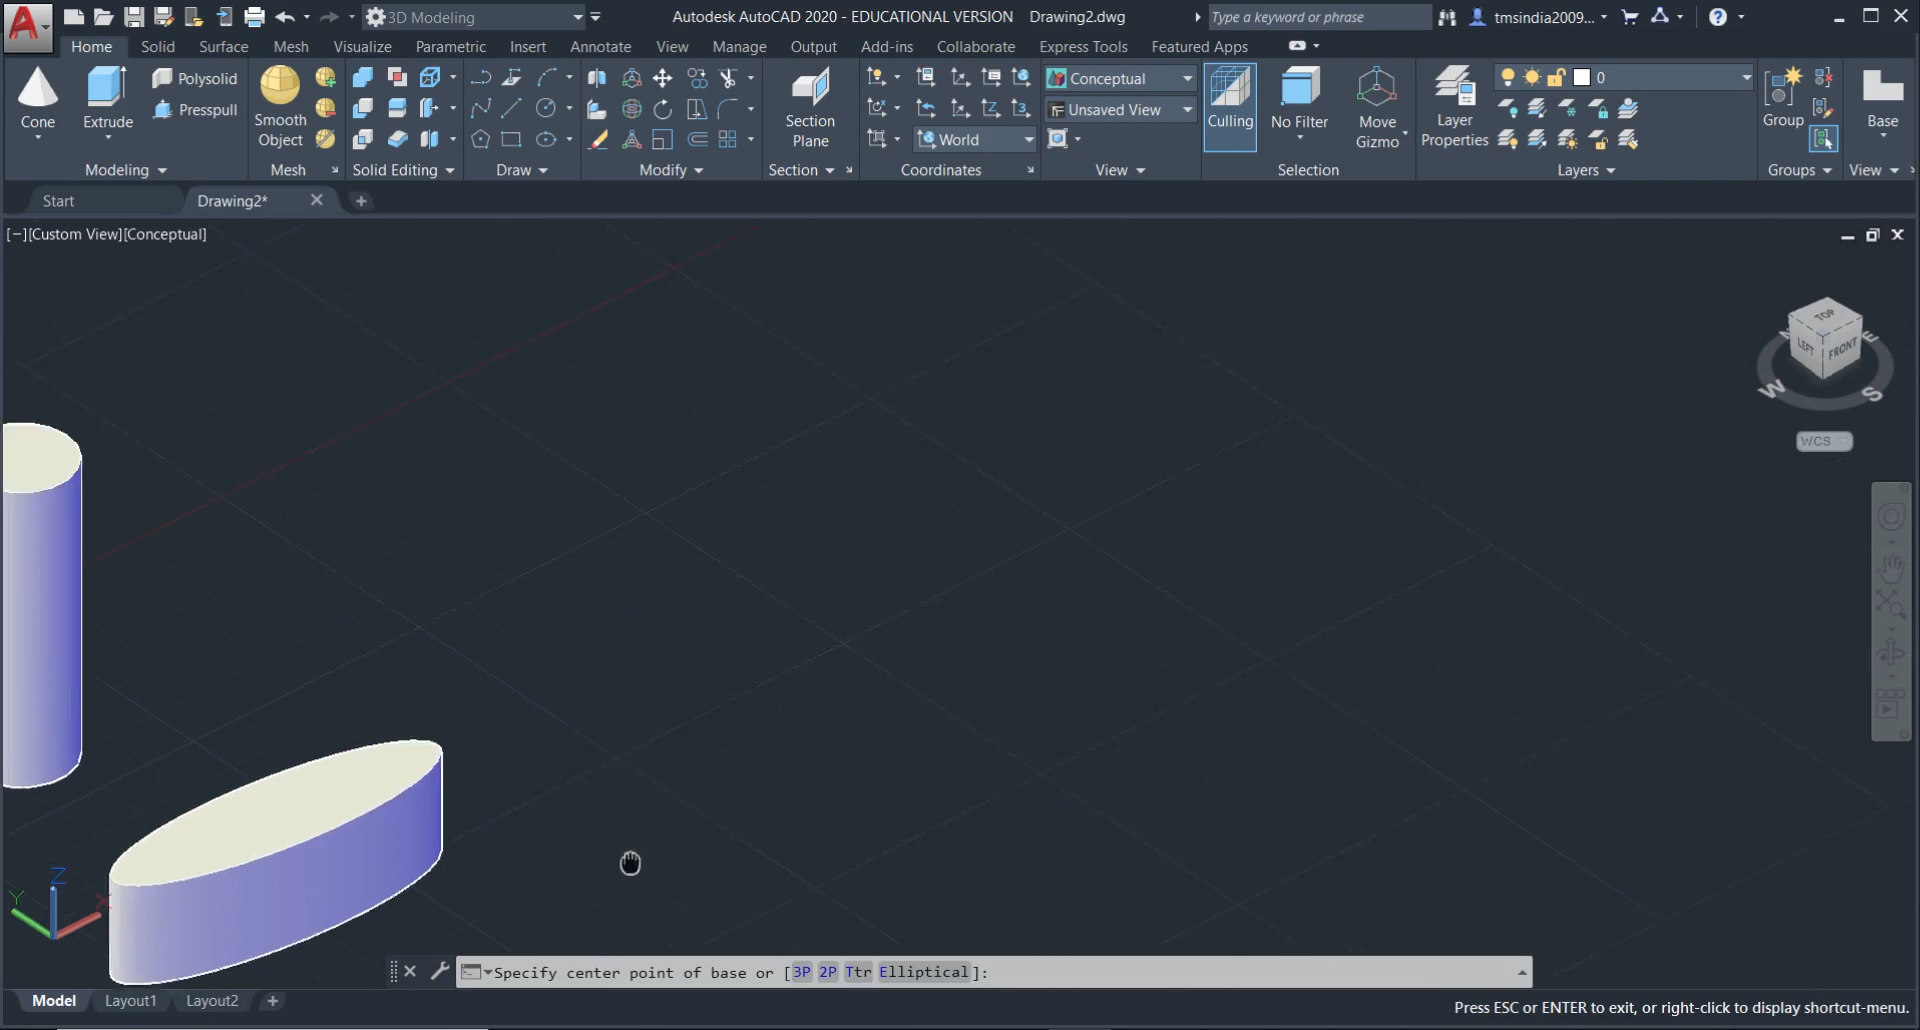 3D Modeling
Autodesk AutoCAD 2020 - EDUCATIONAL VERSION Drawing2.dwg
Type a keyword or phrase
tmsindia2009...
Home Solid Surface Mesh Visualize Parametric Insert Annotate View Manage Output Add-ins Collaborate Express Tools Featured Apps
Cone
Extrude
Polysolid
Presspull
Smooth
Object
Section
Plane
World
Conceptual
Unsaved View
Culling
No Filter
Move
Gizmo
Layer
Properties
0
Group
Base
Modeling Mesh Solid Editing Draw Modify Section Coordinates View Selection Layers Groups View
Start Drawing2*
[−][Custom View][Conceptual]
TOP
LEFT FRONT
N E
W S
WCS
Z
Y X
Specify center point of base or [3P 2P Ttr Elliptical]:
Model Layout1 Layout2
Press ESC or ENTER to exit, or right-click to display shortcut-menu.